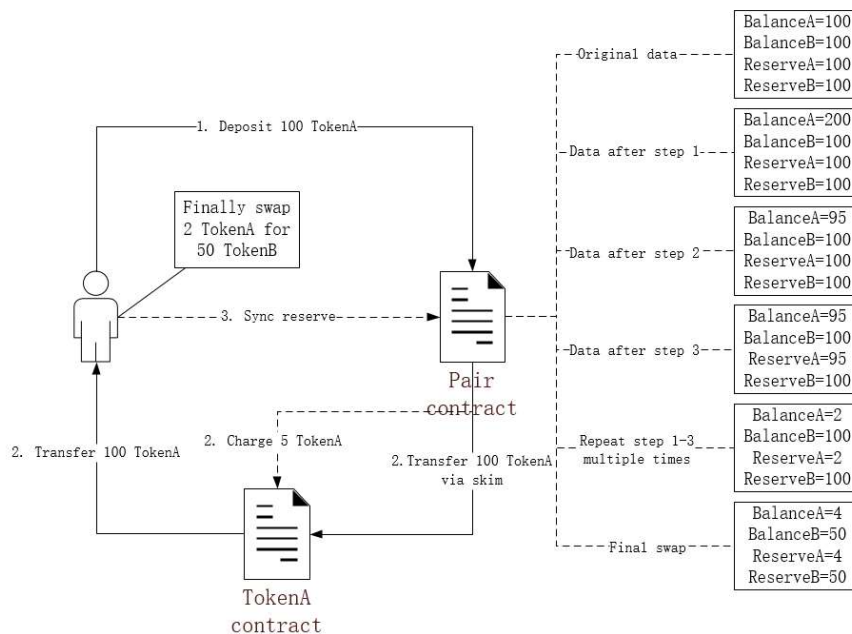 BalanceA=100
BalanceB=100
ReserveA=100
ReserveB=100
Original data
1. Deposit 100 TokenA
BalanceA=200
BalanceB=100
ReserveA=100
ReserveB=100
Data after step 1
Finally swap
2 TokenA for
50 TokenB
BalanceA=95
BalanceB=100
ReserveA=100
ReserveB=100
Data after step 2
3. Sync reserve
BalanceA=95
BalanceB=100
ReserveA=95
ReserveB=100
Data after step 3
Pair
contract
2. Transfer 100 TokenA
2. Charge 5 TokenA
2.Transfer 100 TokenA
via skim
Repeat step 1-3
multiple times
BalanceA=2
BalanceB=100
ReserveA=2
ReserveB=100
Final swap
BalanceA=4
BalanceB=50
ReserveA=4
ReserveB=50
TokenA
contract